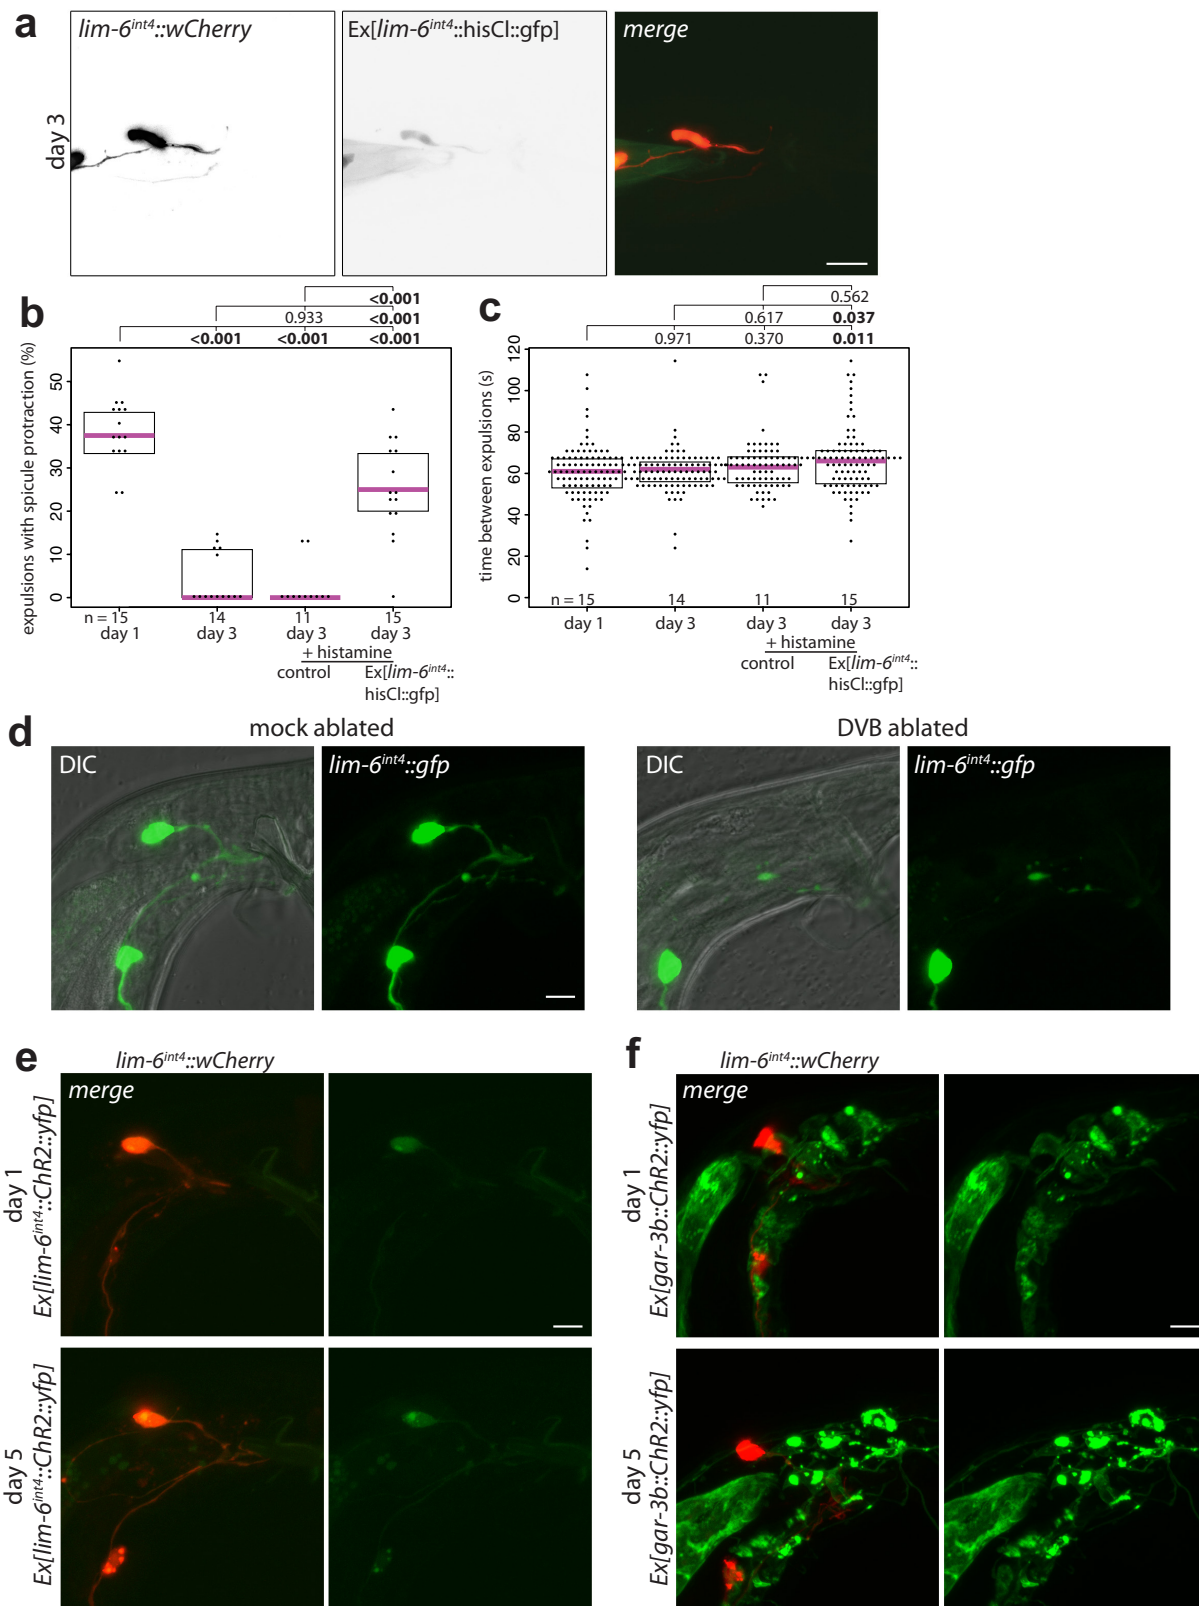 a
lim-6int4::wCherry
Ex[lim-6int4::hisCl::gfp]
merge
day 3
b
<0.001
0.933
<0.001
<0.001
<0.001
<0.001
expulsions with spicule protraction (%)
50
40
30
20
10
0
n = 15
14
11
15
day 1
day 3
day 3
day 3
+ histamine
control
Ex[lim-6int4::
hisCl::gfp]
c
0.562
0.617
0.037
0.971
0.370
0.011
time between expulsions (s)
120
100
80
60
40
20
0
n = 15
14
11
15
day 1
day 3
day 3
day 3
+ histamine
control
Ex[lim-6int4::
hisCl::gfp]
d
mock ablated
DIC
lim-6int4::gfp
DVB ablated
DIC
lim-6int4::gfp
e
lim-6int4::wCherry
merge
day 1
Ex[lim-6int4::ChR2::yfp]
day 5
Ex[lim-6int4::ChR2::yfp]
f
lim-6int4::wCherry
merge
day 1
Ex[gar-3b::ChR2::yfp]
day 5
Ex[gar-3b::ChR2::yfp]